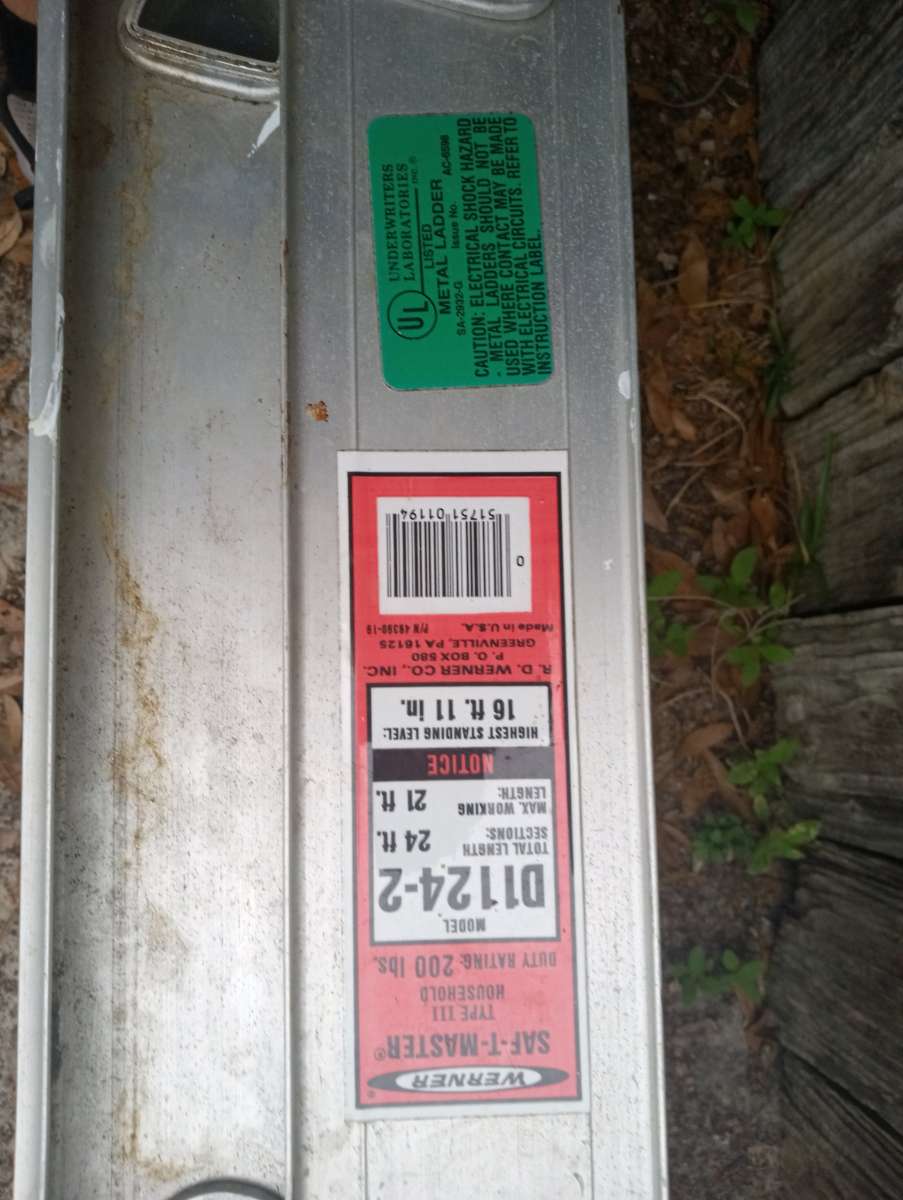 UL
UNDERWRITERS
LABORATORIES INC.®
LISTED
METAL LADDER
SA-2932-G Issue No. AC-6598
CAUTION: ELECTRICAL SHOCK HAZARD
- METAL LADDERS SHOULD NOT BE
USED WHERE CONTACT MAY BE MADE
WITH ELECTRICAL CIRCUITS. REFER TO
INSTRUCTION LABEL.
WERNER®
SAF-T-MASTER®
TYPE III
HOUSEHOLD
DUTY RATING: 200 lbs.
MODEL
D1124-2
TOTAL LENGTH
SECTIONS: 24 ft.
MAX. WORKING
LENGTH: 21 ft.
NOTICE
HIGHEST STANDING LEVEL:
16 ft. 11 in.
R. D. WERNER CO., INC.
P. O. BOX 580
GREENVILLE, PA 16125
Made in U.S.A. P/N 49390-19
0 51751 01194